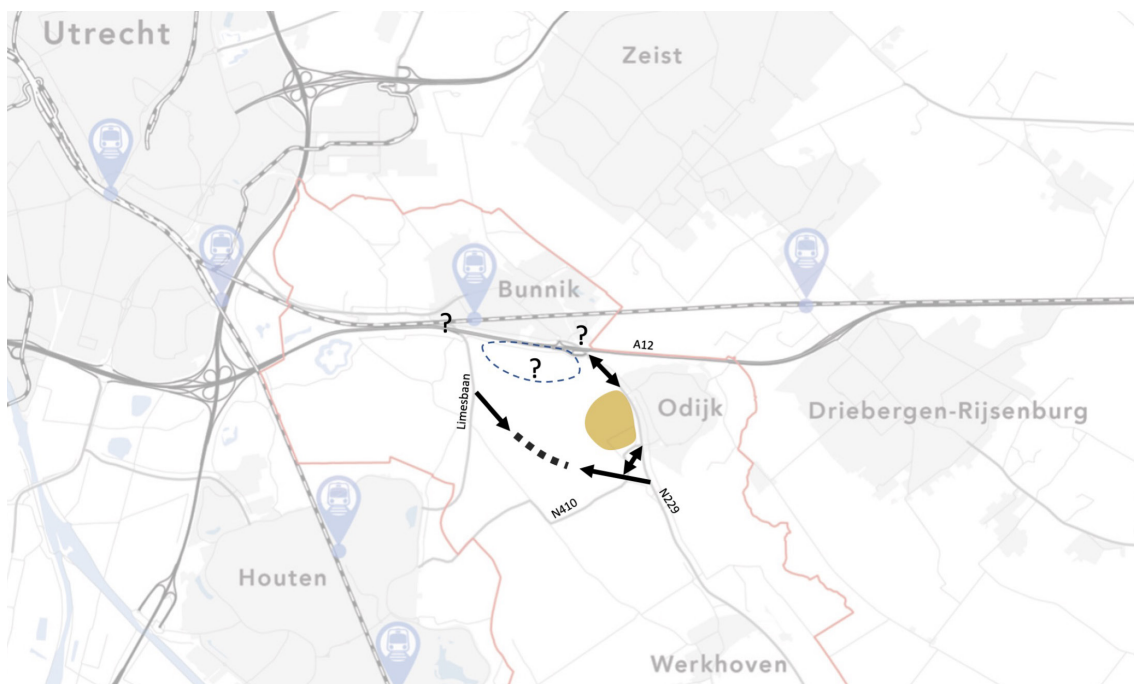 Utrecht
Zeist
Bunnik
?
?
A12
?
Limesbaan
Odijk
Driebergen-Rijsenburg
N229
N410
Houten
Werkhoven